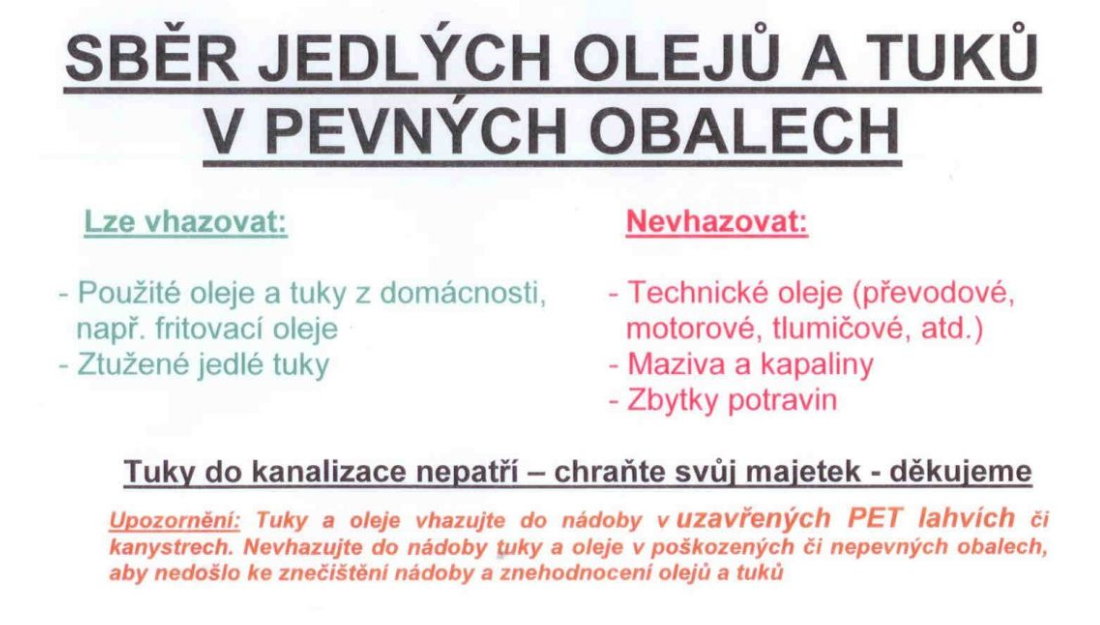 SBĚR JEDLÝCH OLEJŮ A TUKŮ
V PEVNÝCH OBALECH
Lze vhazovat:
- Použité oleje a tuky z domácnosti,
např. fritovací oleje
- Ztužené jedlé tuky
Nevhazovat:
- Technické oleje (převodové,
motorové, tlumičové, atd.)
- Maziva a kapaliny
- Zbytky potravin
Tuky do kanalizace nepatří – chraňte svůj majetek - děkujeme
Upozornění: Tuky a oleje vhazujte do nádoby v uzavřených PET lahvích či
kanystrech. Nevhazujte do nádoby tuky a oleje v poškozených či nepevných obalech,
aby nedošlo ke znečištění nádoby a znehodnocení olejů a tuků